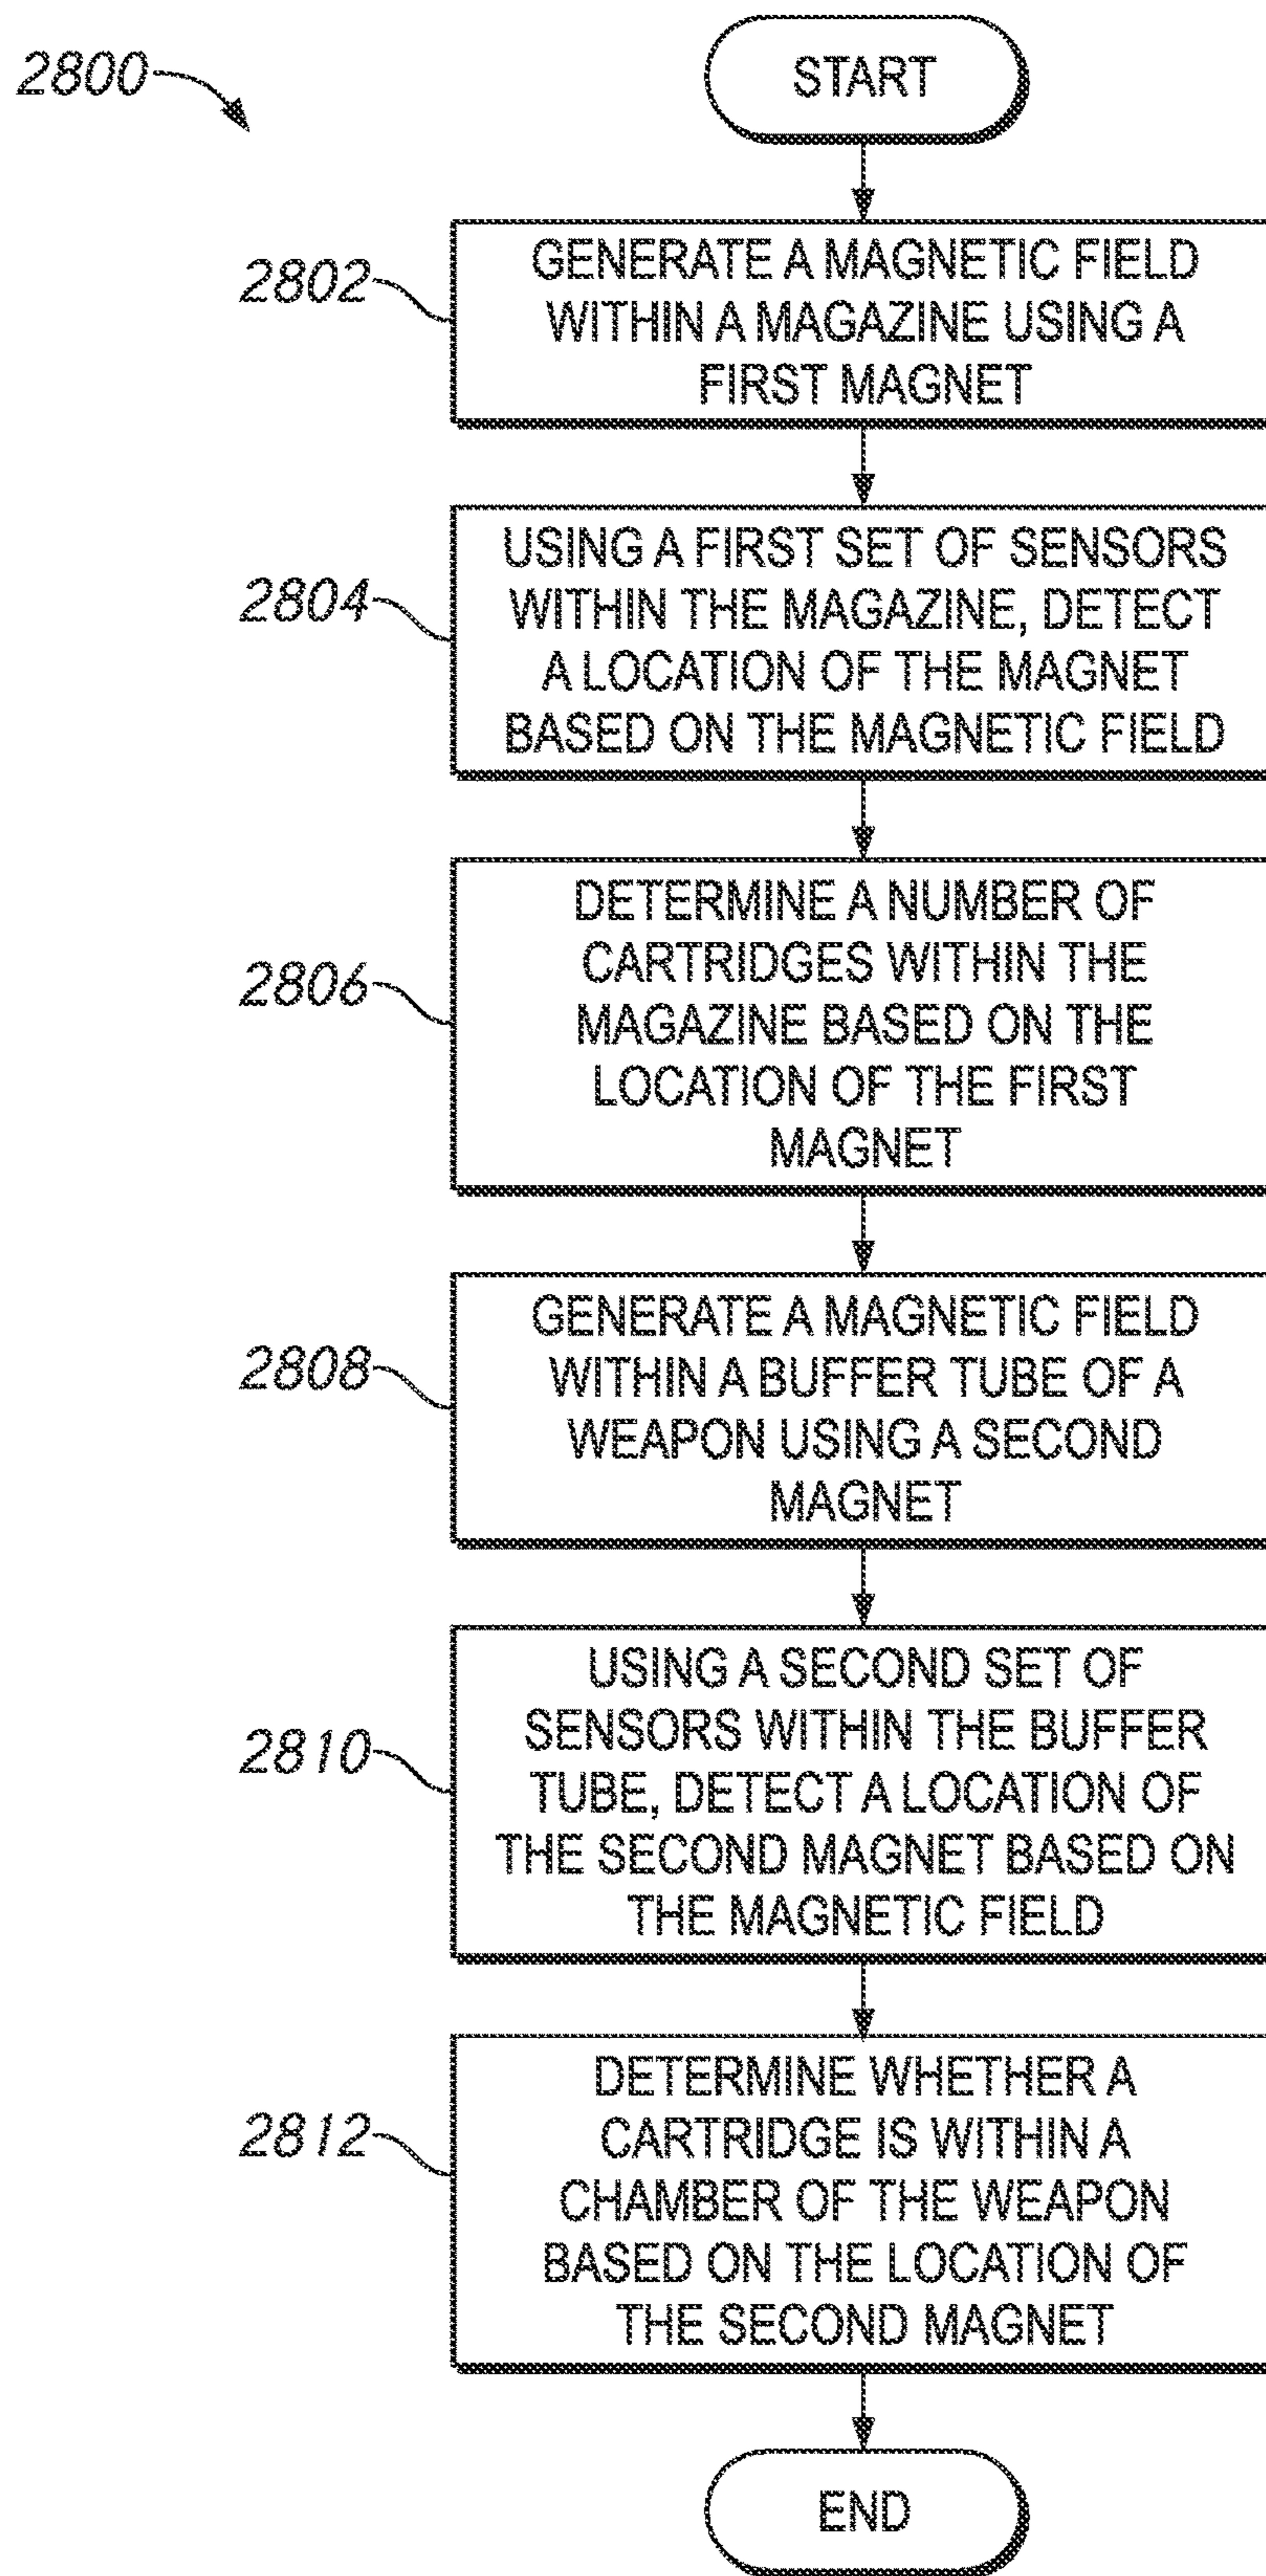 2800
START
2802
GENERATE A MAGNETIC FIELD
WITHIN A MAGAZINE USING A
FIRST MAGNET
2804
USING A FIRST SET OF SENSORS
WITHIN THE MAGAZINE, DETECT
A LOCATION OF THE MAGNET
BASED ON THE MAGNETIC FIELD
2806
DETERMINE A NUMBER OF
CARTRIDGES WITHIN THE
MAGAZINE BASED ON THE
LOCATION OF THE FIRST
MAGNET
2808
GENERATE A MAGNETIC FIELD
WITHIN A BUFFER TUBE OF A
WEAPON USING A SECOND
MAGNET
2810
USING A SECOND SET OF
SENSORS WITHIN THE BUFFER
TUBE, DETECT A LOCATION OF
THE SECOND MAGNET BASED ON
THE MAGNETIC FIELD
2812
DETERMINE WHETHER A
CARTRIDGE IS WITHIN A
CHAMBER OF THE WEAPON
BASED ON THE LOCATION OF
THE SECOND MAGNET
END